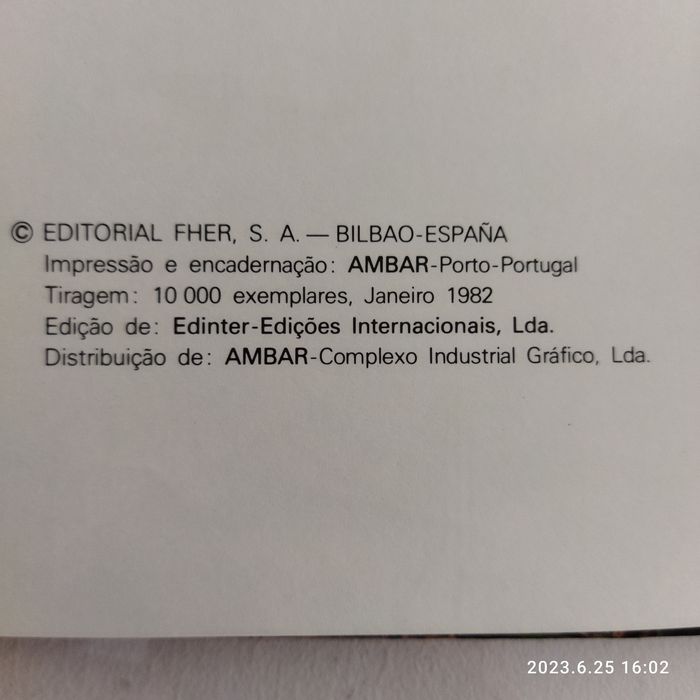 © EDITORIAL FHER, S. A. — BILBAO-ESPAÑA
Impressão e encadernação: AMBAR-Porto-Portugal
Tiragem: 10 000 exemplares, Janeiro 1982
Edição de: Edinter-Edições Internacionais, Lda.
Distribuição de: AMBAR-Complexo Industrial Gráfico, Lda.
2023.6.25 16:02